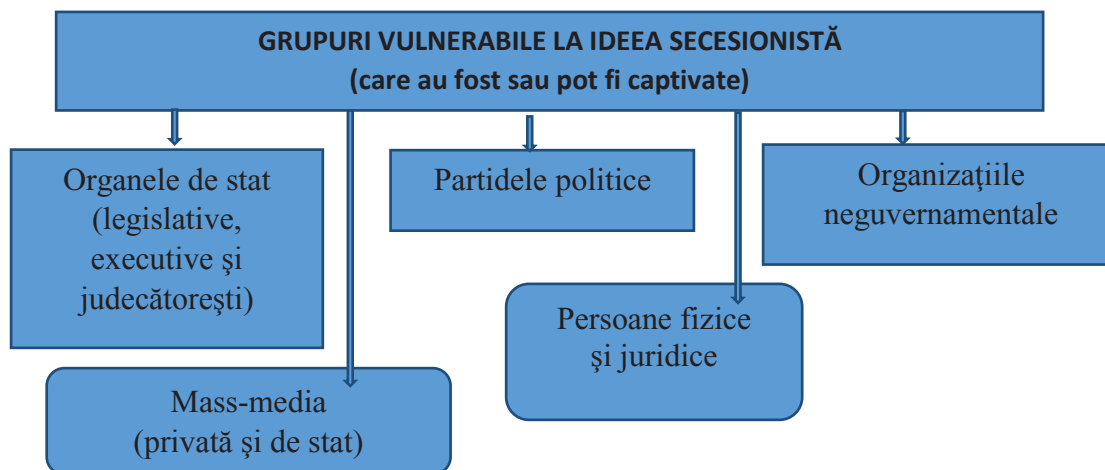 GRUPURI VULNERABILE LA IDEEA SECESIONISTĂ
(care au fost sau pot fi captivate)
Organele de stat
(legislative,
executive şi
judecătoreşti)
Partidele politice
Organizaţiile
neguvernamentale
Persoane fizice
şi juridice
Mass-media
(privată şi de stat)